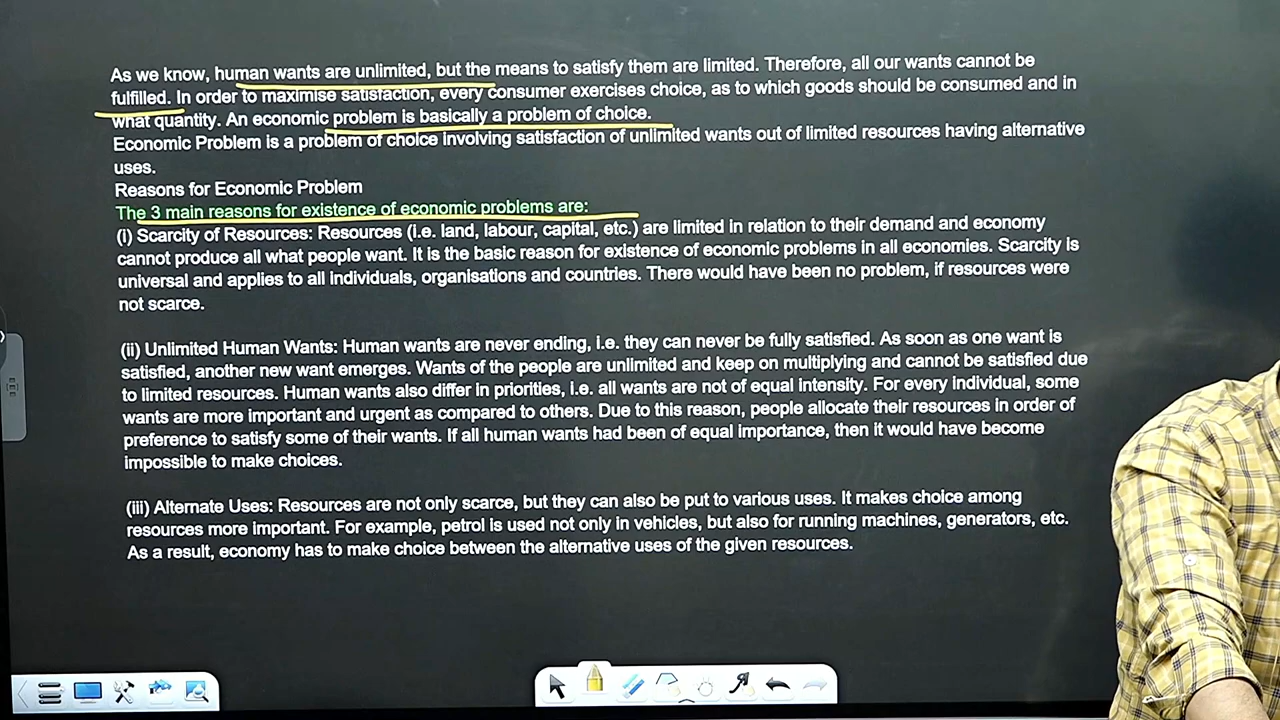 As we know, human wants are unlimited, but the means to satisfy them are limited. Therefore, all our wants cannot be
fulfilled. In order to maximise satisfaction, every consumer exercises choice, as to which goods should be consumed and in
what quantity. An economic problem is basically a problem of choice.
Economic Problem is a problem of choice involving satisfaction of unlimited wants out of limited resources having alternative
uses.
Reasons for Economic Problem
The 3 main reasons for existence of economic problems are:
(i) Scarcity of Resources: Resources (i.e. land, labour, capital, etc.) are limited in relation to their demand and economy
cannot produce all what people want. It is the basic reason for existence of economic problems in all economies. Scarcity is
universal and applies to all individuals, organisations and countries. There would have been no problem, if resources were
not scarce.
(ii) Unlimited Human Wants: Human wants are never ending, i.e. they can never be fully satisfied. As soon as one want is
satisfied, another new want emerges. Wants of the people are unlimited and keep on multiplying and cannot be satisfied due
to limited resources. Human wants also differ in priorities, i.e. all wants are not of equal intensity. For every individual, some
wants are more important and urgent as compared to others. Due to this reason, people allocate their resources in order of
preference to satisfy some of their wants. If all human wants had been of equal importance, then it would have become
impossible to make choices.
(iii) Alternate Uses: Resources are not only scarce, but they can also be put to various uses. It makes choice among
resources more important. For example, petrol is used not only in vehicles, but also for running machines, generators, etc.
As a result, economy has to make choice between the alternative uses of the given resources.